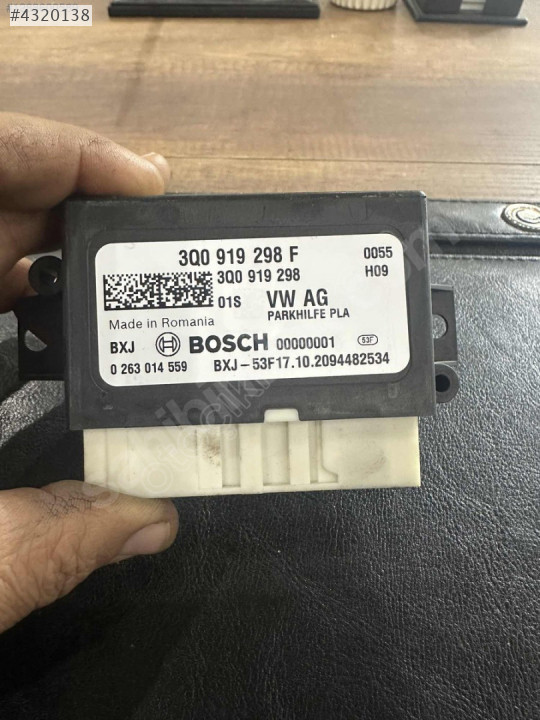 #4320138
3Q0 919 298 F
0055
3Q0 919 298
H09
01S
VW AG
PARKHILFE PLA
Made in Romania
BXJ
BOSCH
00000001
53F
0 263 014 559
BXJ-53F17.10.2094482534